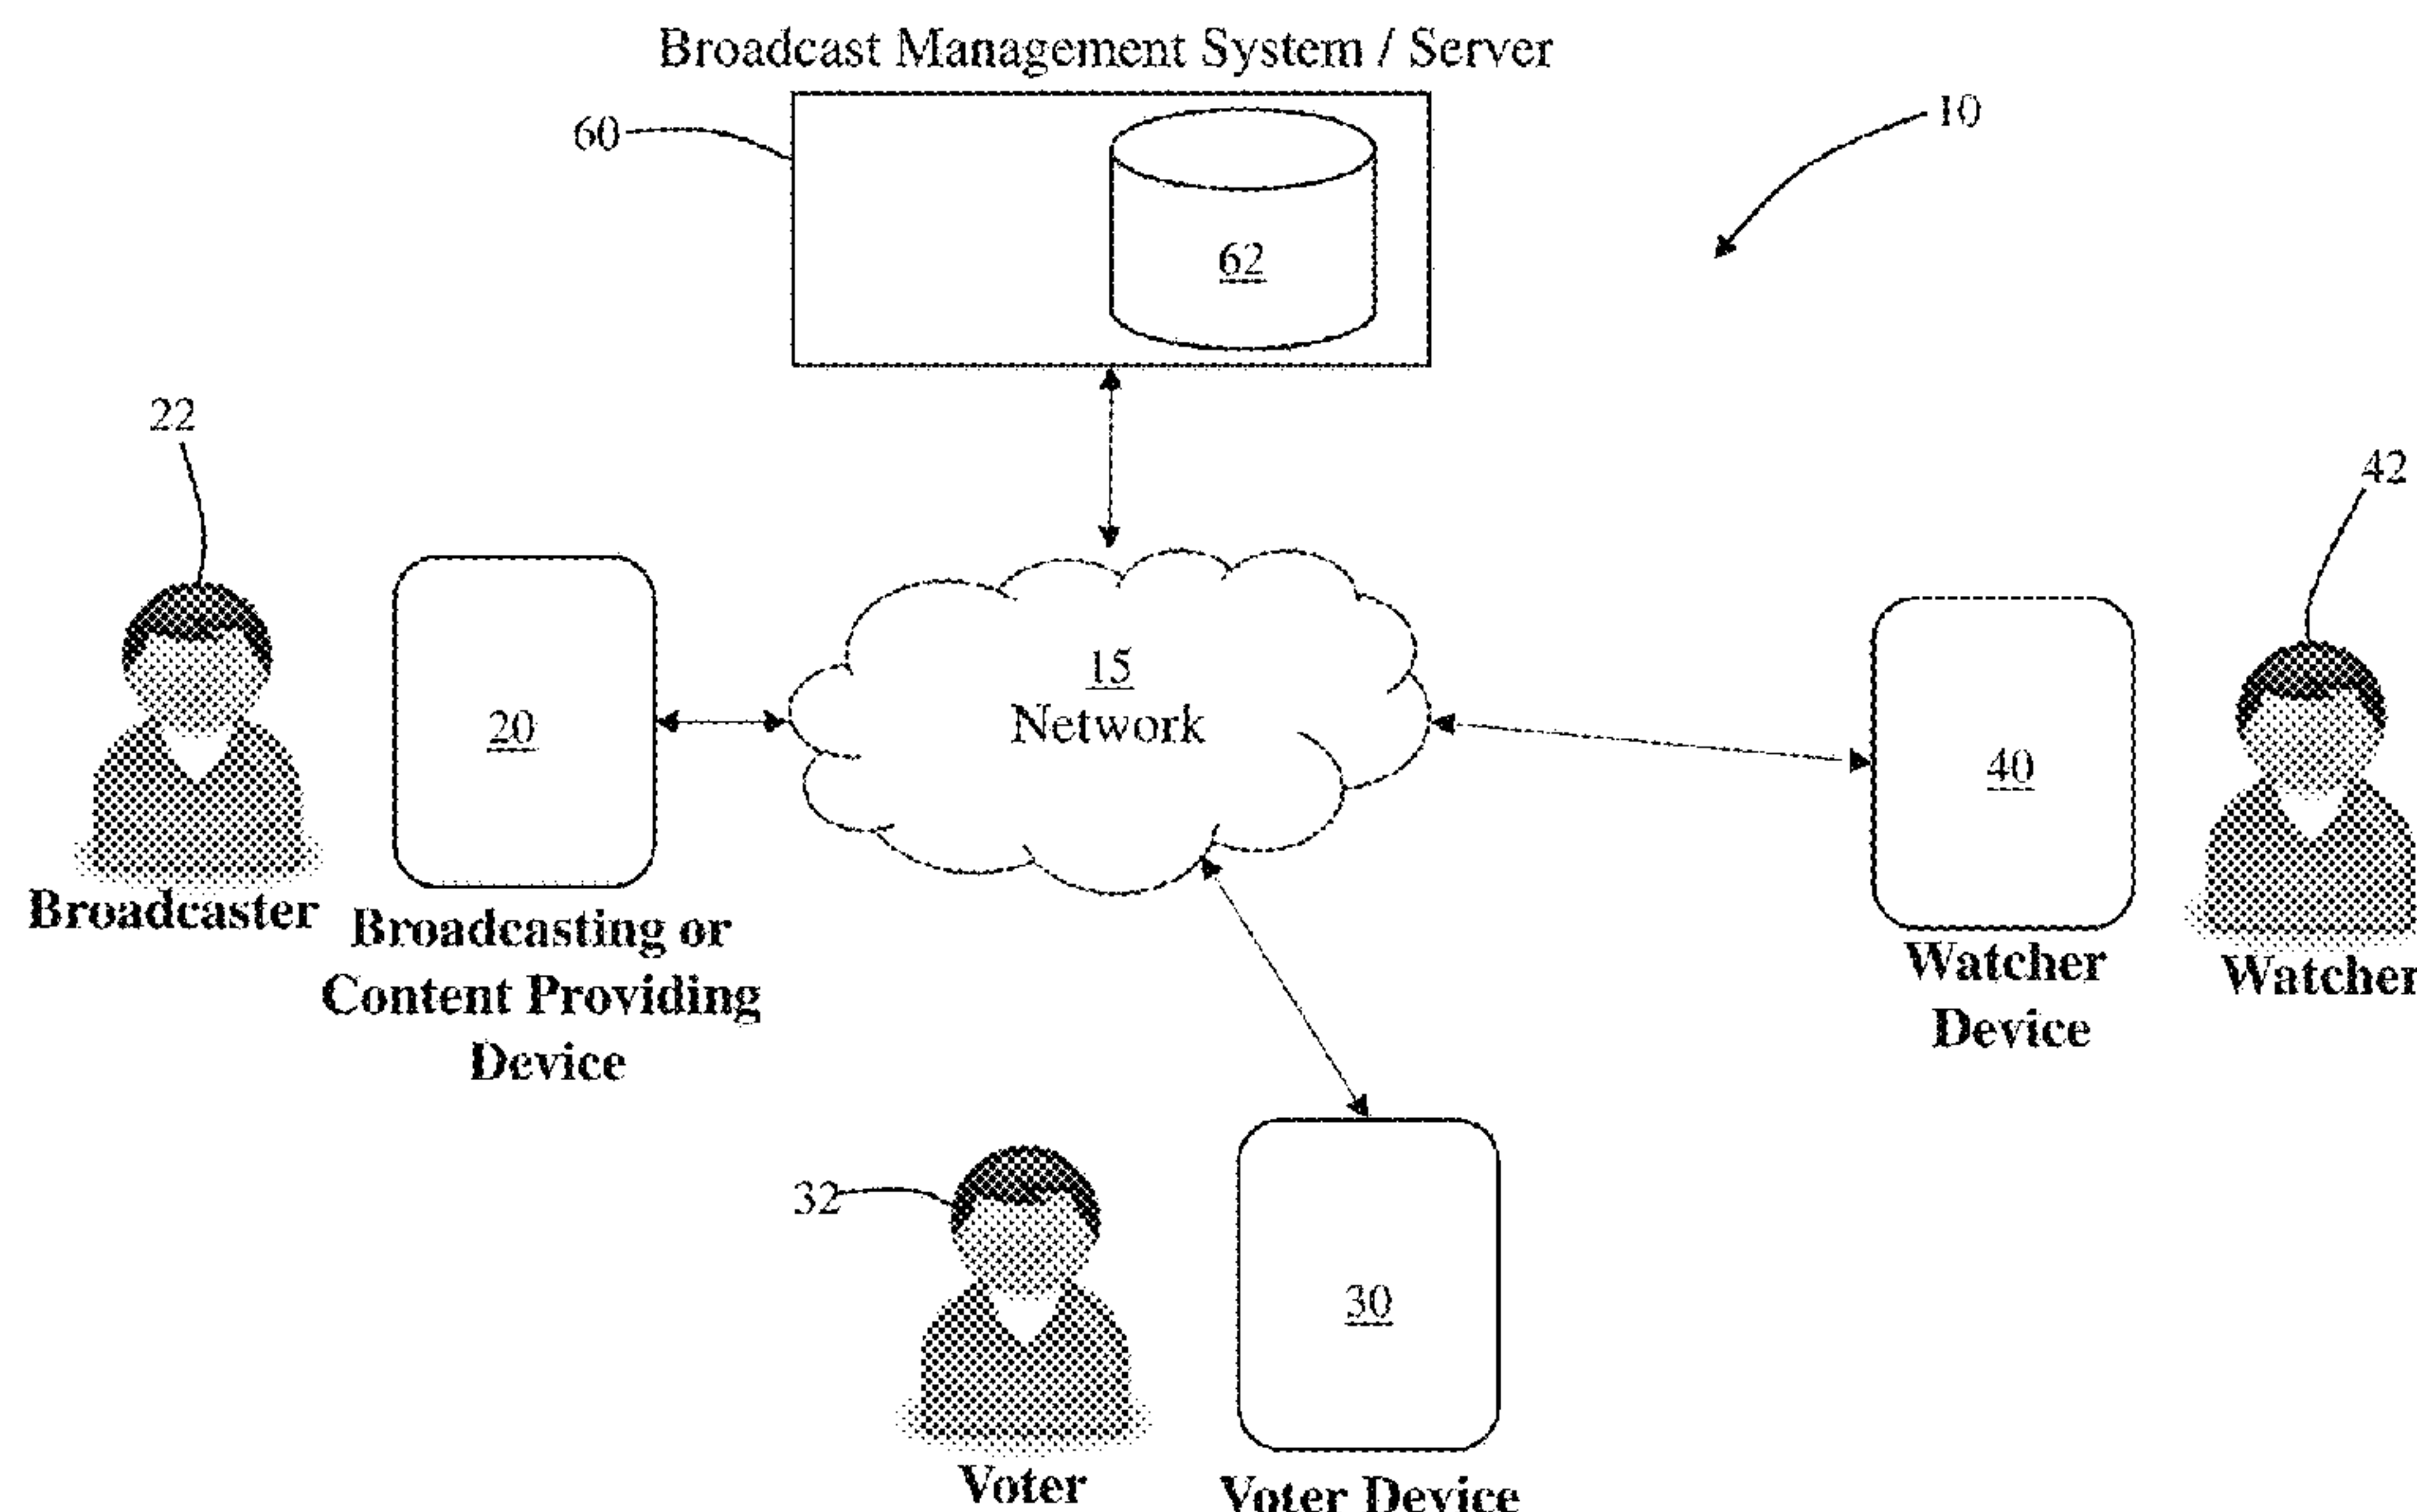 Broadcast Management System / Server
60
10
62
22
42
15
Network
20
40
Broadcaster
Broadcasting or
Content Providing
Device
Watcher
Device
Watcher
32
30
Voter
Voter Device